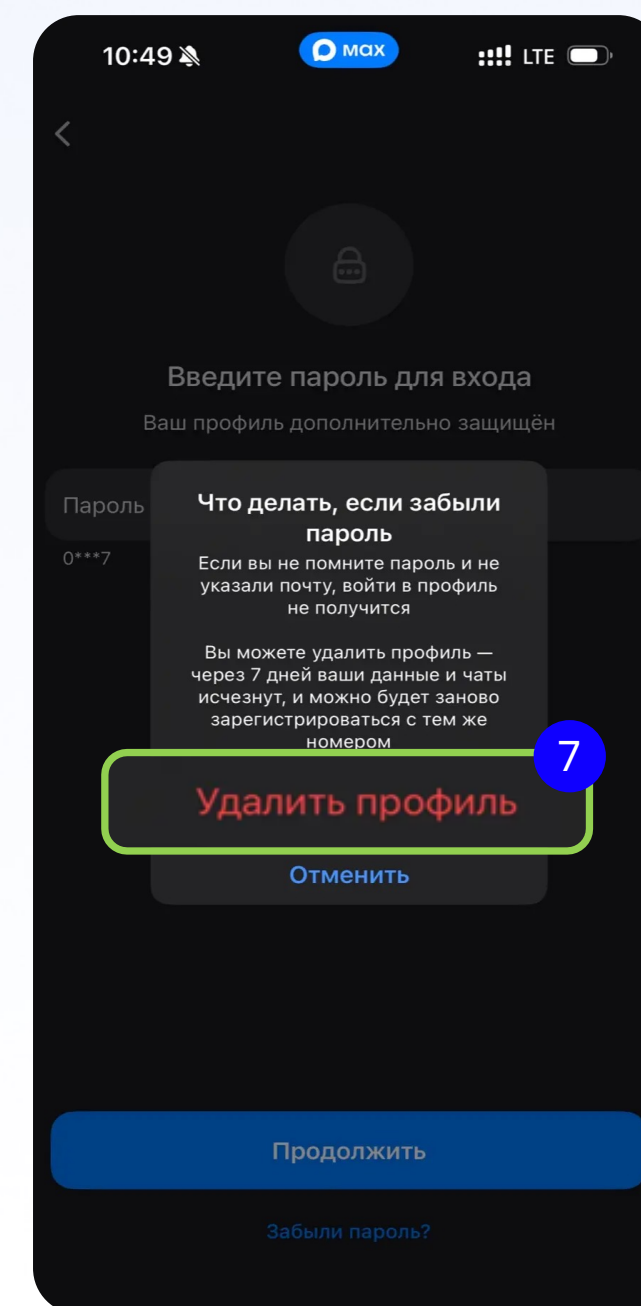 10:49 max LTE
Введите пароль для входа
Ваш профиль дополнительно защищён
Пароль
0***7
Что делать, если забыли
пароль
Если вы не помните пароль и не
указали почту, войти в профиль
не получится
Вы можете удалить профиль —
через 7 дней ваши данные и чаты
исчезнут, и можно будет заново
зарегистрироваться с тем же
номером
7
Удалить профиль
Отменить
Продолжить
Забыли пароль?